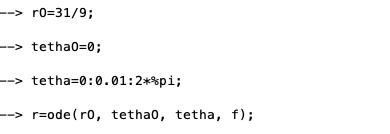 --> r0=31/9;
--> tetha0=0;
--> tetha=0:0.01:2*%pi;
--> r=ode(r0, tetha0, tetha, f);